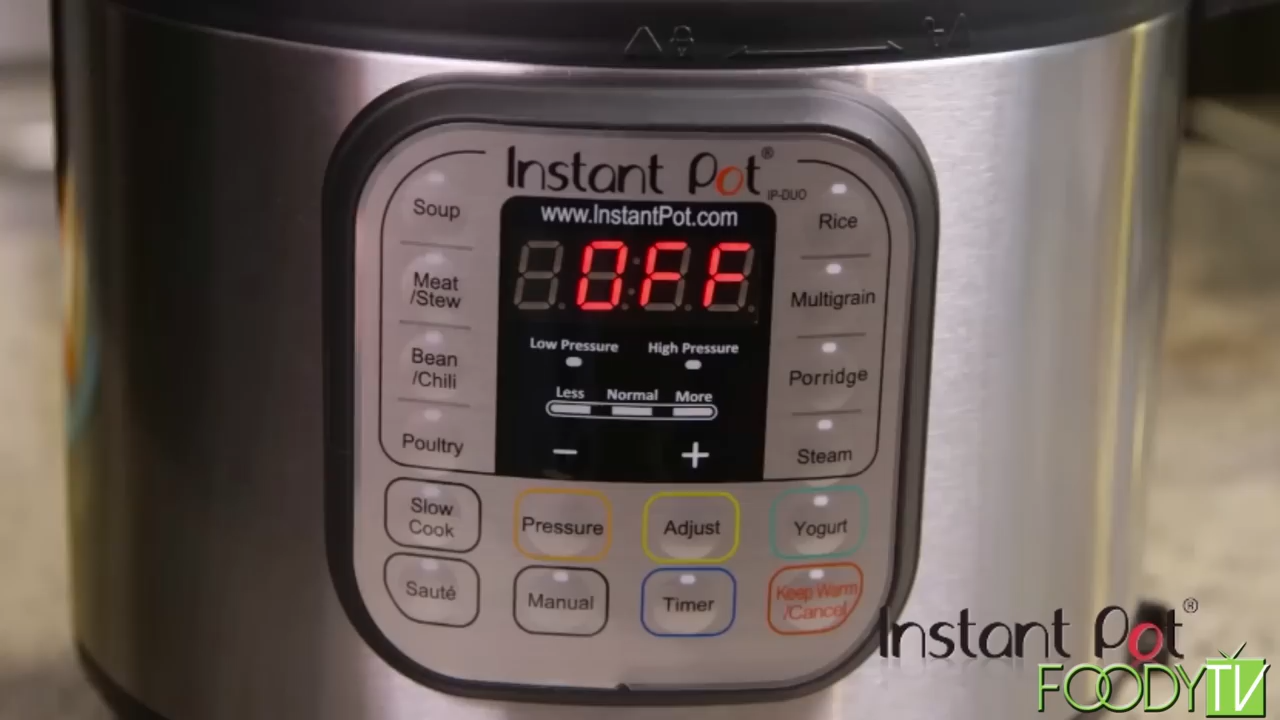 Instant Pot®
IP-DUO
www.InstantPot.com
OFF
Low Pressure High Pressure
Less Normal More
− +
Soup
Meat
/Stew
Bean
/Chili
Poultry
Rice
Multigrain
Porridge
Steam
Slow
Cook
Pressure
Adjust
Yogurt
Sauté
Manual
Timer
Keep Warm
/Cancel
Instant Pot®
FOODYTV